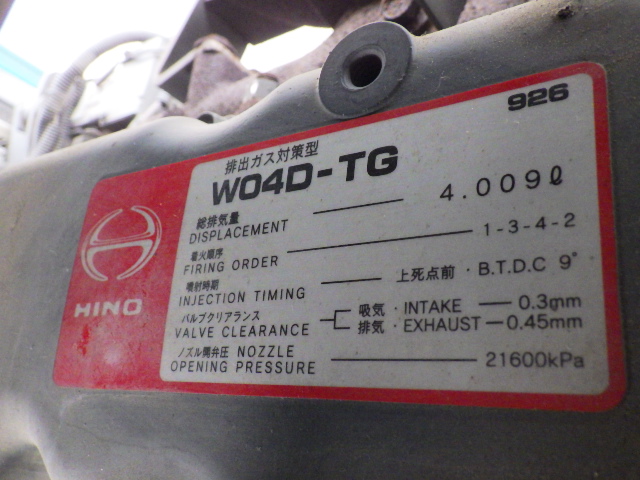 926
排出ガス対策型
W04D-TG
総排気量
DISPLACEMENT 4.009ℓ
着火順序
FIRING ORDER 1-3-4-2
噴射時期
INJECTION TIMING 上死点前・B.T.D.C 9°
バルブクリアランス 吸気・INTAKE 0.3mm
VALVE CLEARANCE 排気・EXHAUST 0.45mm
ノズル開弁圧 NOZZLE
OPENING PRESSURE 21600kPa
HINO